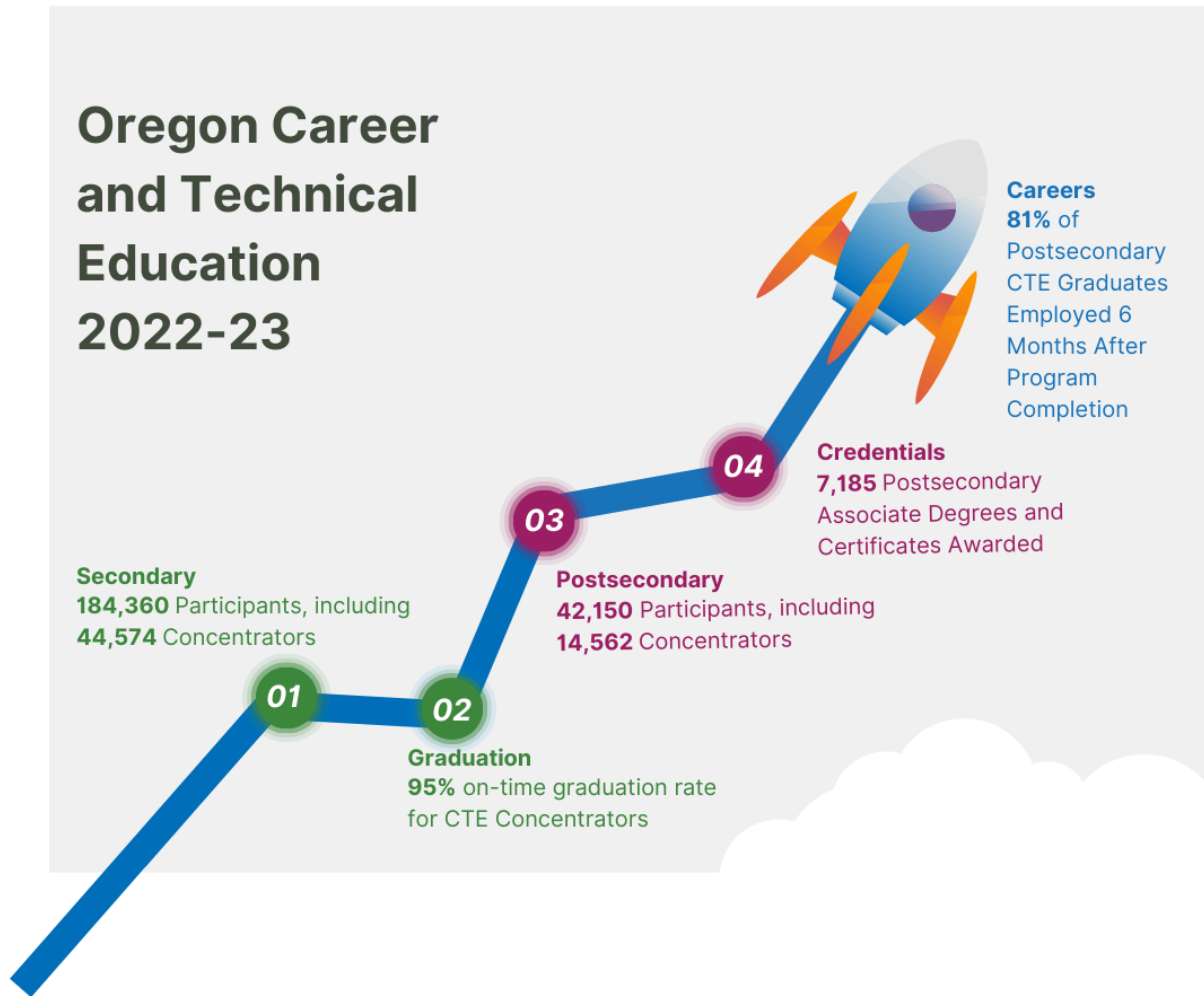 Oregon Career
and Technical
Education
2022-23
Careers
81% of
Postsecondary
CTE Graduates
Employed 6
Months After
Program
Completion
04
Credentials
7,185 Postsecondary
Associate Degrees and
Certificates Awarded
03
Postsecondary
42,150 Participants, including
14,562 Concentrators
Secondary
184,360 Participants, including
44,574 Concentrators
01
02
Graduation
95% on-time graduation rate
for CTE Concentrators